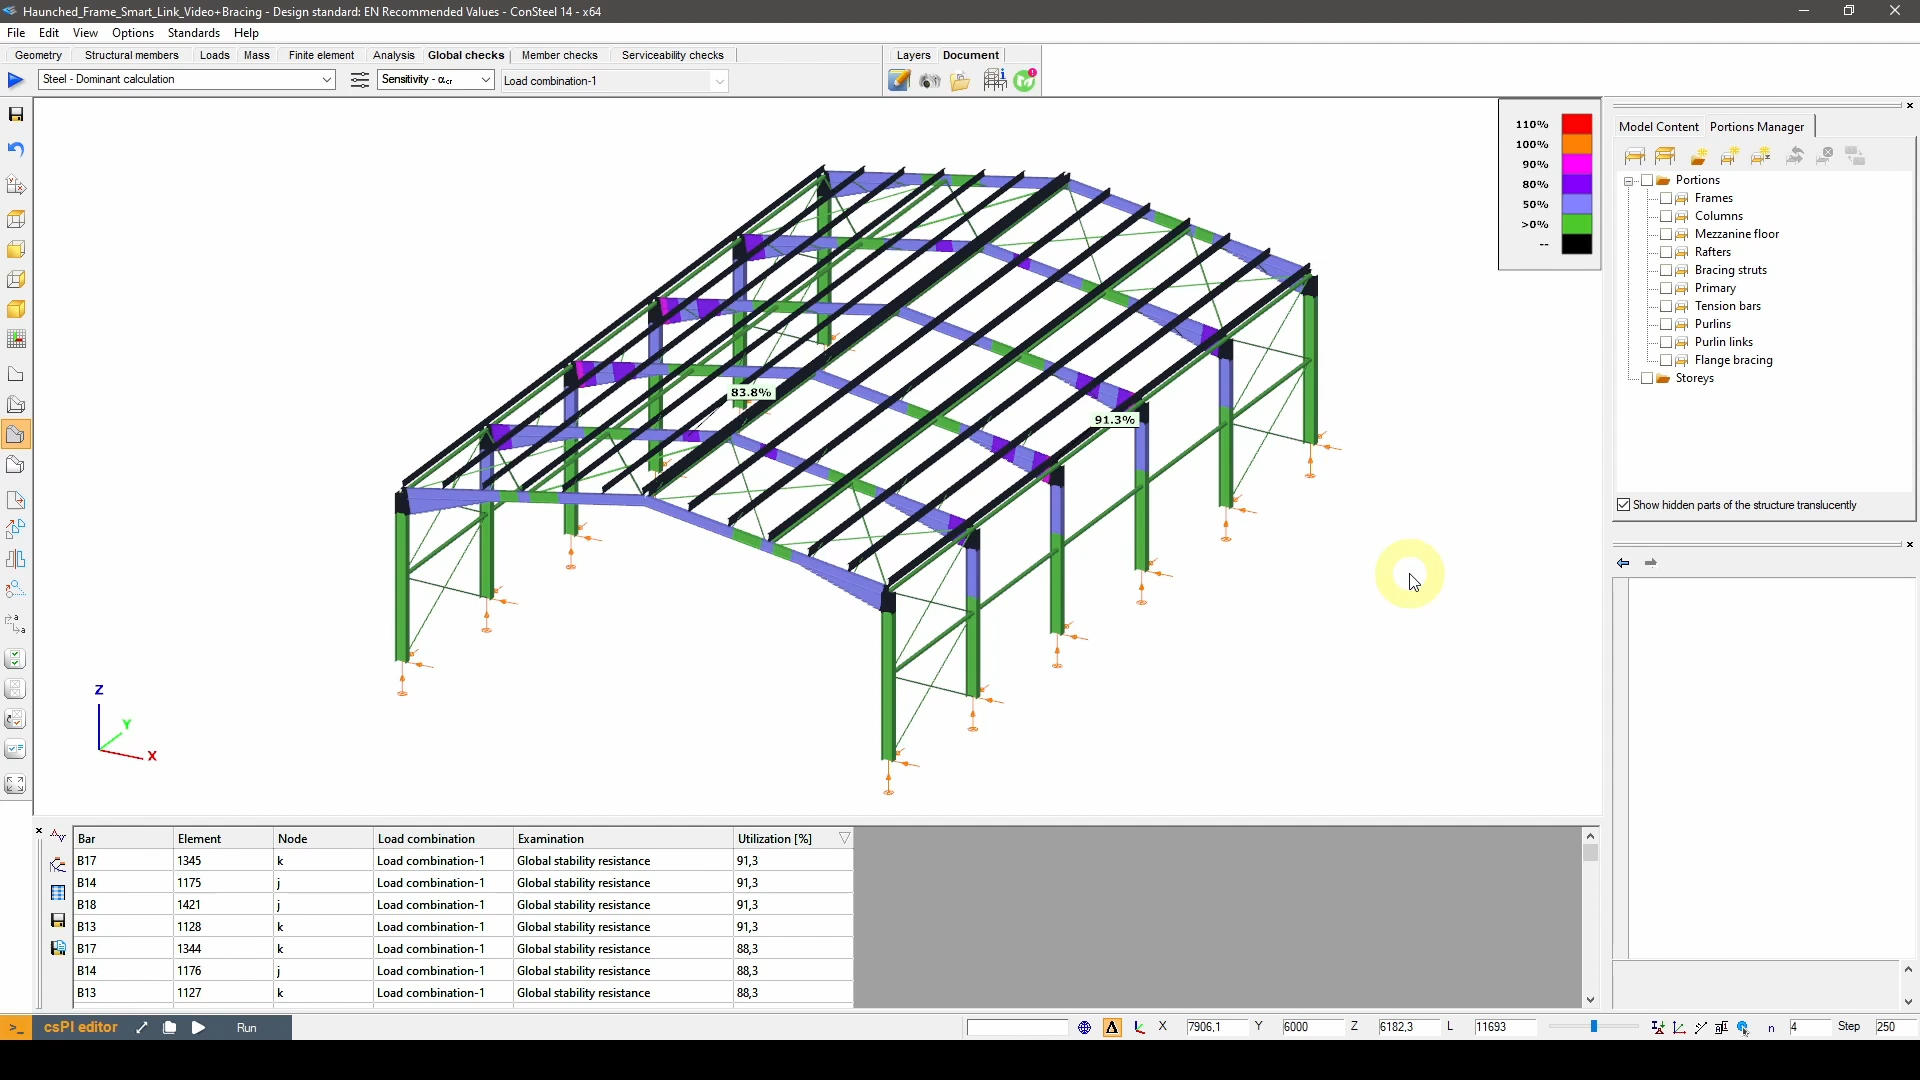 Haunched_Frame_Smart_Link_Video+Bracing - Design standard: EN Recommended Values - ConSteel 14 - x64
File Edit View Options Standards Help
Geometry Structural members Loads Mass Finite element Analysis Global checks Member checks Serviceability checks Layers Document
Steel - Dominant calculation Sensitivity - αcr Load combination-1
110%
100%
90%
80%
50%
>0%
--
Model Content Portions Manager
Portions
Frames
Columns
Mezzanine floor
Rafters
Bracing struts
Primary
Tension bars
Purlins
Purlin links
Flange bracing
Storeys
Show hidden parts of the structure translucently
83.8%
91.3%
Z
Y
X
Bar Element Node Load combination Examination Utilization [%]
B17 1345 k Load combination-1 Global stability resistance 91,3
B14 1175 j Load combination-1 Global stability resistance 91,3
B18 1421 j Load combination-1 Global stability resistance 91,3
B13 1128 k Load combination-1 Global stability resistance 91,3
B17 1344 k Load combination-1 Global stability resistance 88,3
B14 1176 j Load combination-1 Global stability resistance 88,3
B13 1127 k Load combination-1 Global stability resistance 88,3
>_ csPI editor Run X 7906,1 Y 6000 Z 6182,3 L 11693 n 4 Step 250